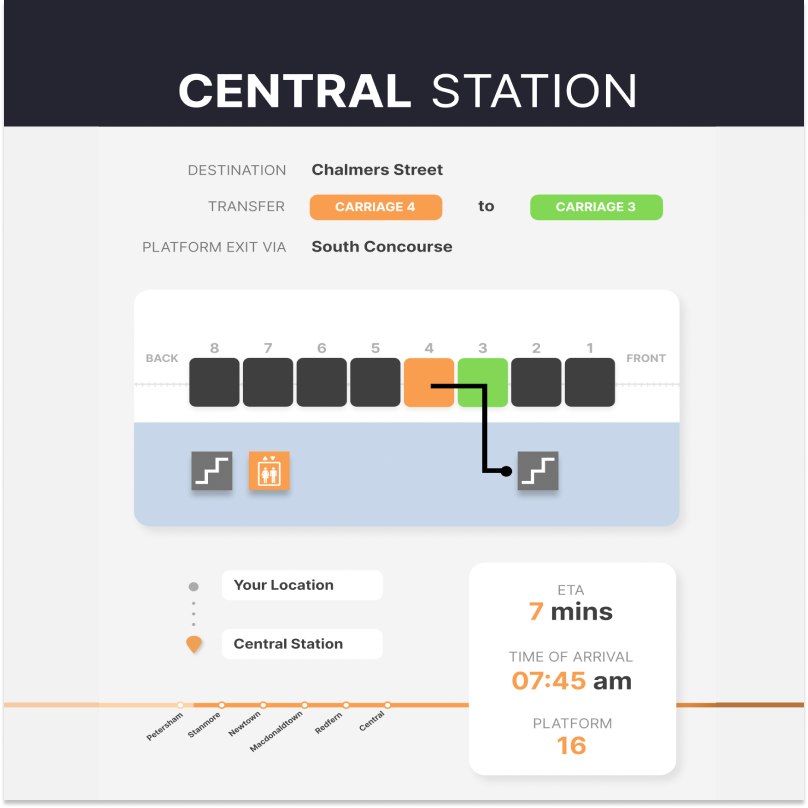 CENTRAL STATION
DESTINATION Chalmers Street
TRANSFER CARRIAGE 4 to CARRIAGE 3
PLATFORM EXIT VIA South Concourse
8 7 6 5 4 3 2 1
BACK FRONT
Your Location
Central Station
ETA
7 mins
TIME OF ARRIVAL
07:45 am
PLATFORM
16
Petersham
Stanmore
Newtown
Macdonaldtown
Redfern
Central